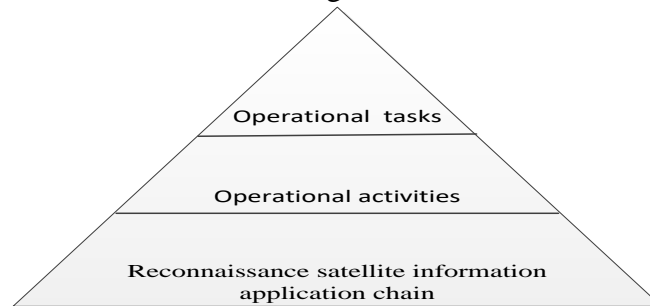 Operational tasks
Operational activities
Reconnaissance satellite information
application chain